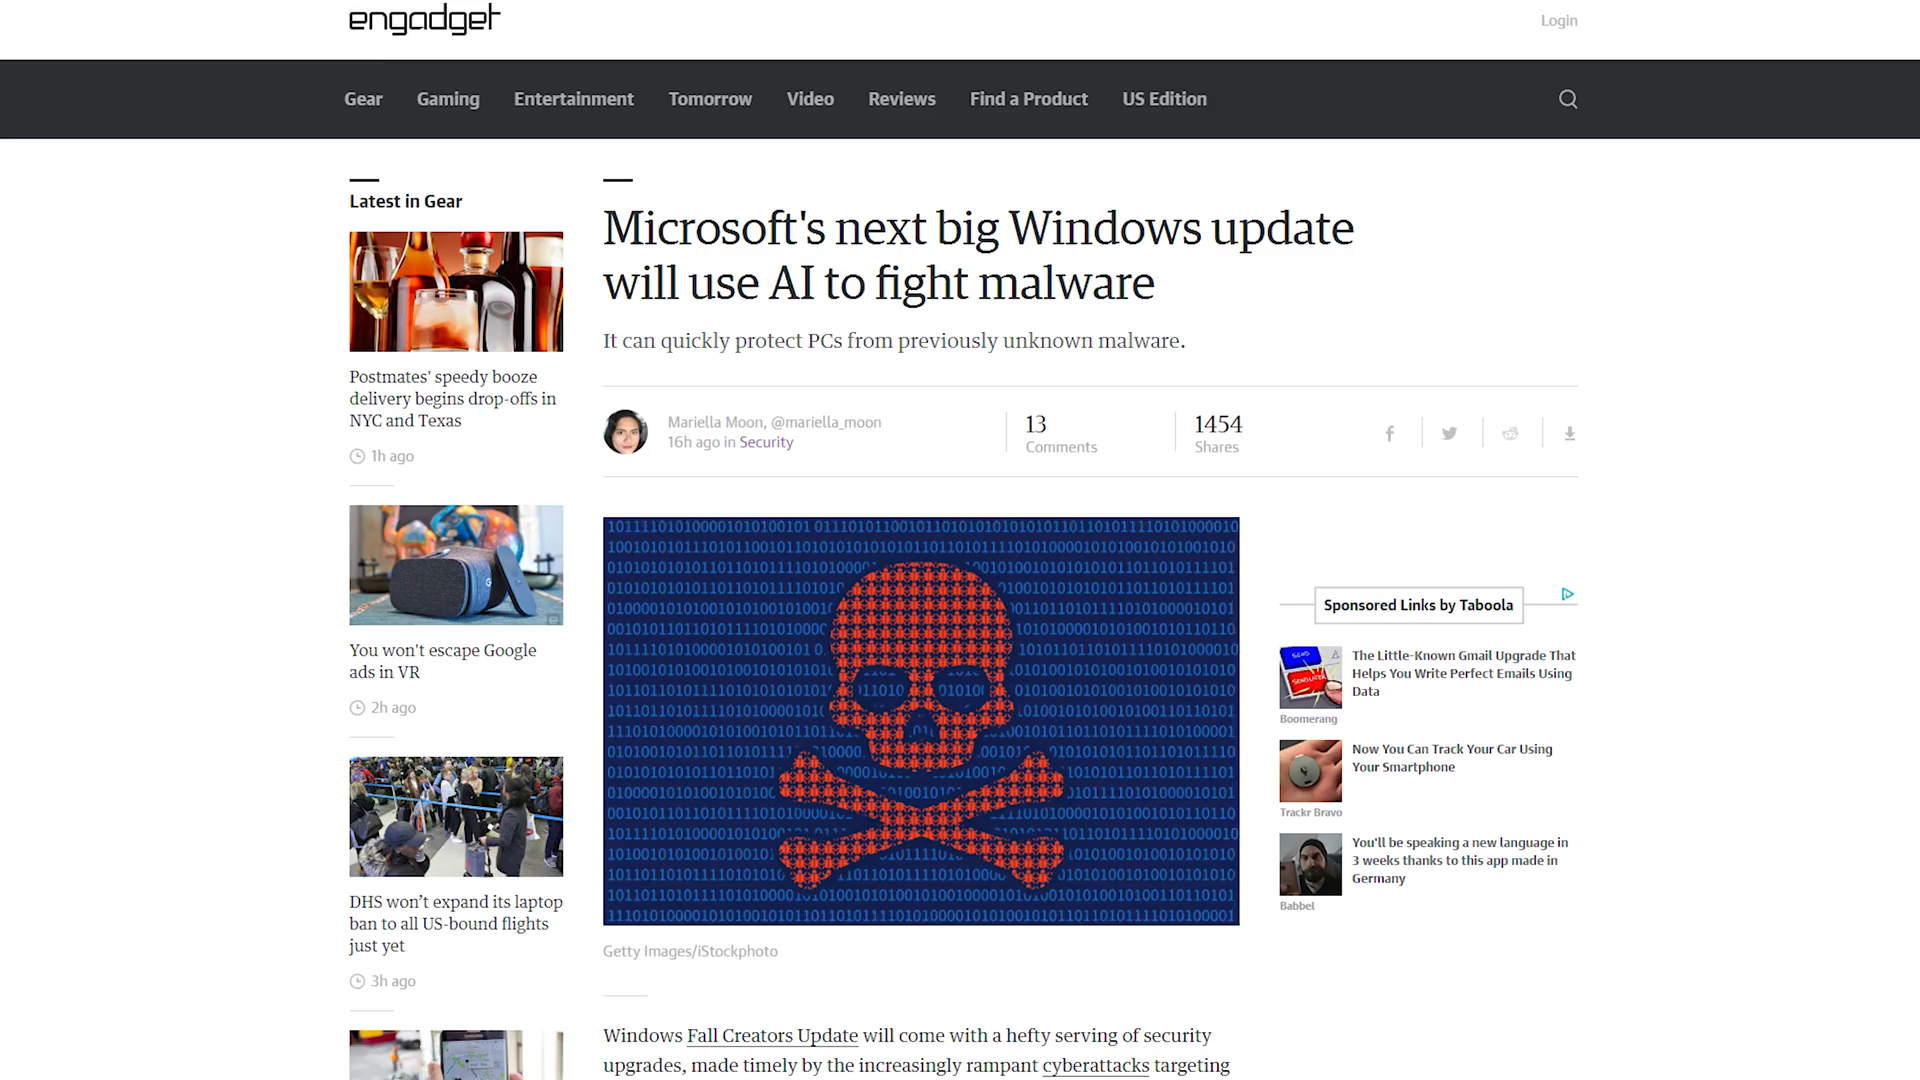 engadget
Login
Gear
Gaming
Entertainment
Tomorrow
Video
Reviews
Find a Product
US Edition
Latest in Gear
Postmates' speedy booze
delivery begins drop-offs in
NYC and Texas
1h ago
You won't escape Google
ads in VR
2h ago
DHS won’t expand its laptop
ban to all US-bound flights
just yet
3h ago
Microsoft's next big Windows update
will use AI to fight malware
It can quickly protect PCs from previously unknown malware.
Mariella Moon, @mariella_moon
16h ago in Security
13
Comments
1454
Shares
Getty Images/iStockphoto
Windows Fall Creators Update will come with a hefty serving of security
upgrades, made timely by the increasingly rampant cyberattacks targeting
Sponsored Links by Taboola
SEND
SEND LATER
The Little-Known Gmail Upgrade That
Helps You Write Perfect Emails Using
Data
Boomerang
Now You Can Track Your Car Using
Your Smartphone
Trackr Bravo
You'll be speaking a new language in
3 weeks thanks to this app made in
Germany
Babbel